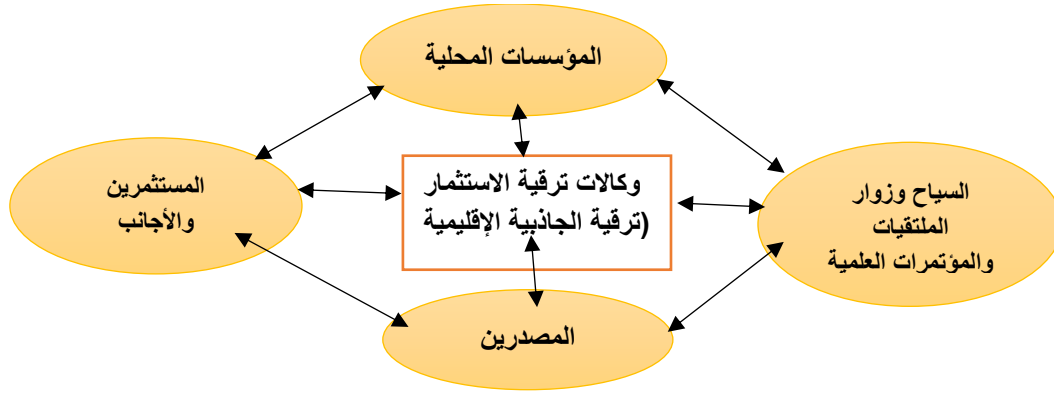 المؤسسات المحلية
المستثمرين
والأجانب
وكالات ترقية الاستثمار
(ترقية الجاذبية الإقليمية
السياح وزوار
الملتقيات
والمؤتمرات العلمية
المصدرين